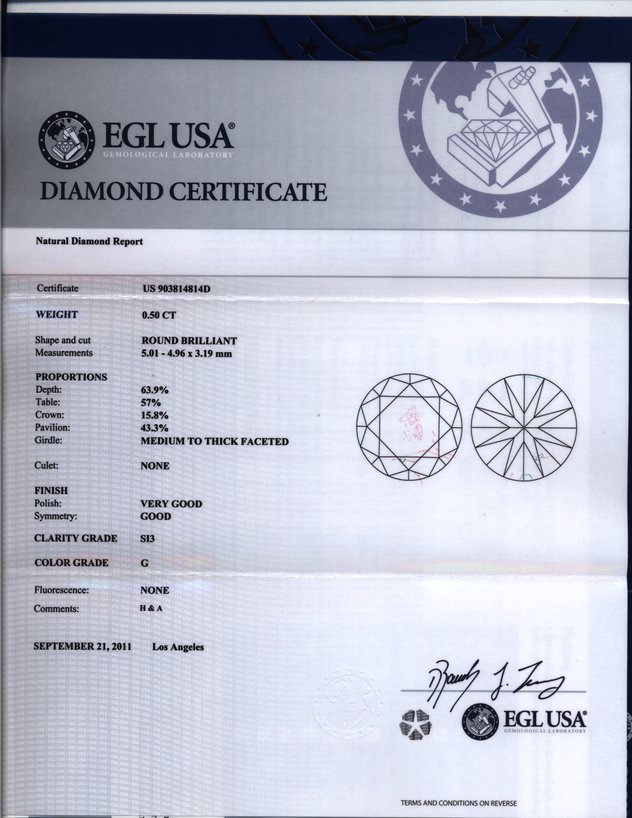 EGL USA®
GEMOLOGICAL LABORATORY
DIAMOND CERTIFICATE
Natural Diamond Report
Certificate US 903814814D
WEIGHT 0.50 CT
Shape and cut ROUND BRILLIANT
Measurements 5.01 - 4.96 x 3.19 mm
PROPORTIONS
Depth: 63.9%
Table: 57%
Crown: 15.8%
Pavilion: 43.3%
Girdle: MEDIUM TO THICK FACETED
Culet: NONE
FINISH
Polish: VERY GOOD
Symmetry: GOOD
CLARITY GRADE SI3
COLOR GRADE G
Fluorescence: NONE
Comments: H & A
SEPTEMBER 21, 2011 Los Angeles
EGL USA®
GEMOLOGICAL LABORATORY
TERMS AND CONDITIONS ON REVERSE